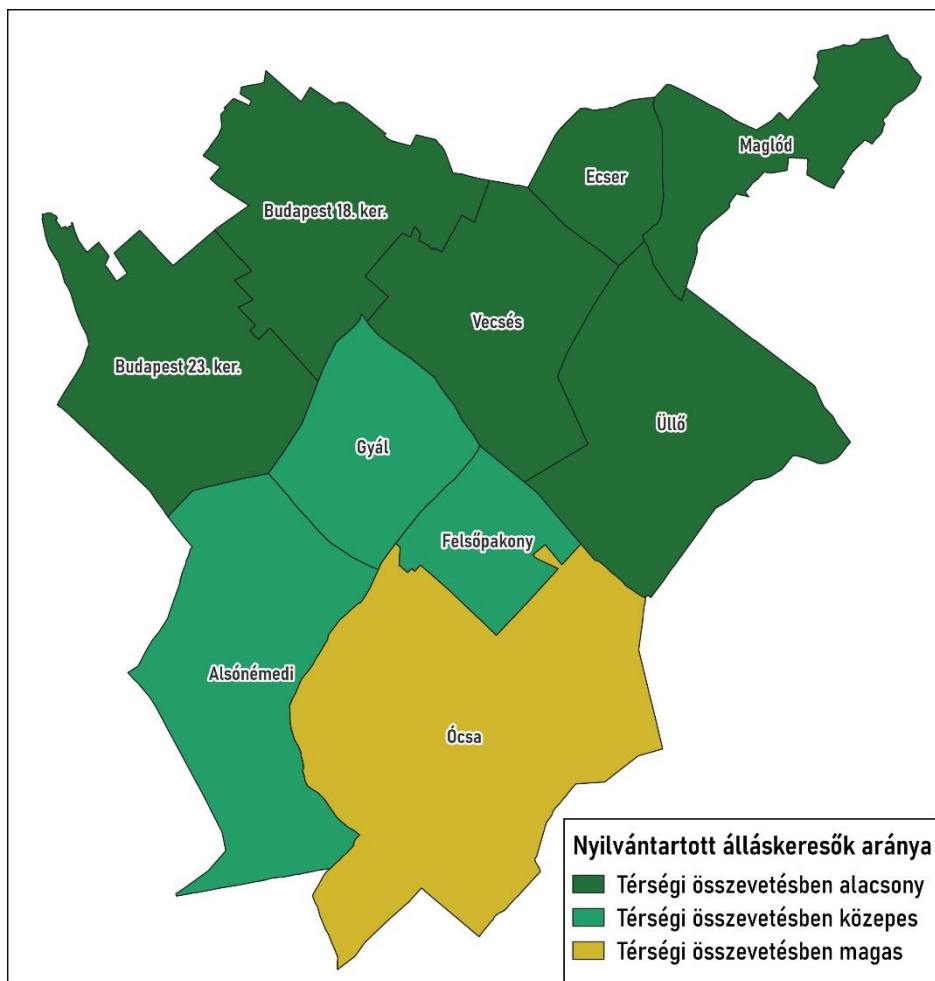 Maglód
Ecser
Budapest 18. ker.
Vecsés
Budapest 23. ker.
Üllő
Gyál
Felsőpakony
Alsónémedi
Ócsa
Nyilvántartott álláskeresők aránya
Térségi összevetésben alacsony
Térségi összevetésben közepes
Térségi összevetésben magas